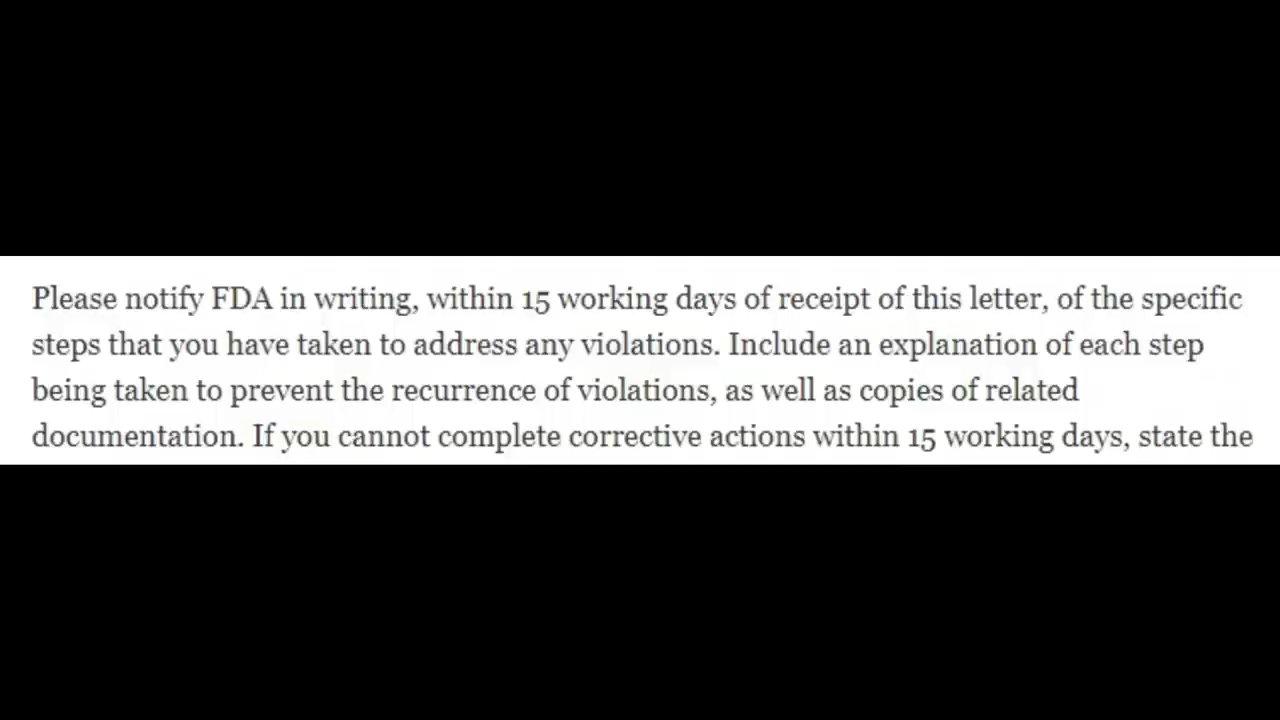 Please notify FDA in writing, within 15 working days of receipt of this letter, of the specific
steps that you have taken to address any violations. Include an explanation of each step
being taken to prevent the recurrence of violations, as well as copies of related
documentation. If you cannot complete corrective actions within 15 working days, state the